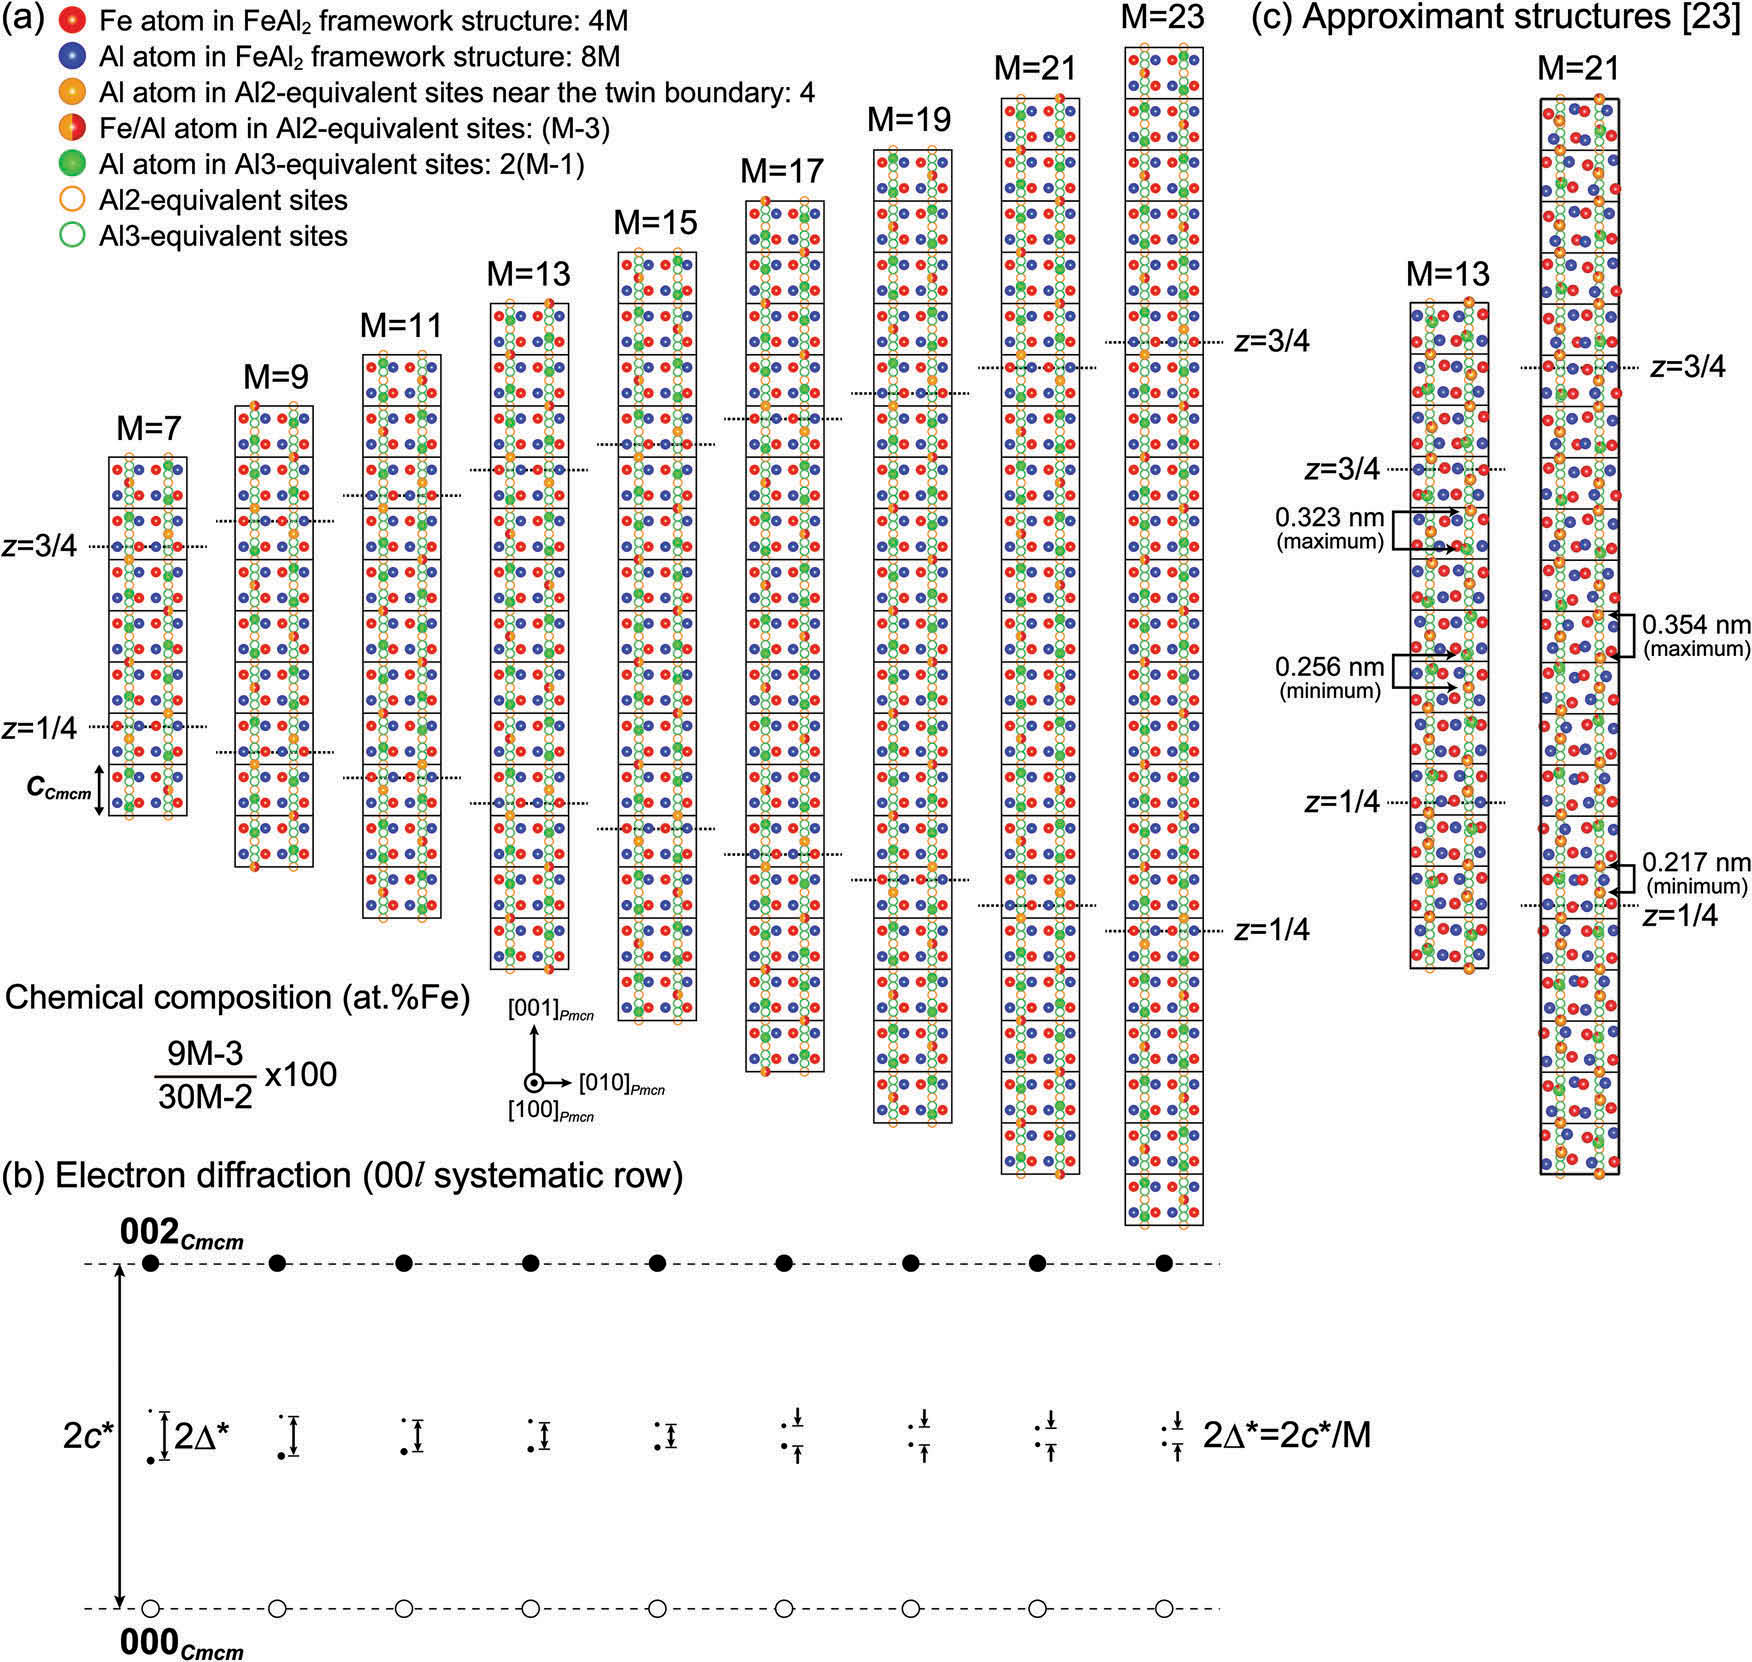 (a)
Fe atom in FeAl2 framework structure: 4M
Al atom in FeAl2 framework structure: 8M
Al atom in Al2-equivalent sites near the twin boundary: 4
Fe/Al atom in Al2-equivalent sites: (M-3)
Al atom in Al3-equivalent sites: 2(M-1)
Al2-equivalent sites
Al3-equivalent sites
M=7
M=9
M=11
M=13
M=15
M=17
M=19
M=21
M=23
z=3/4
z=1/4
cCmcm
z=3/4
z=1/4
Chemical composition (at.%Fe)
9M-3
30M-2
x100
[001]Pmcn
[010]Pmcn
[100]Pmcn
(c) Approximant structures [23]
M=13
M=21
z=3/4
0.323 nm
(maximum)
0.256 nm
(minimum)
z=1/4
z=3/4
0.354 nm
(maximum)
0.217 nm
(minimum)
z=1/4
(b) Electron diffraction (00l systematic row)
002Cmcm
2c*
2Δ*
2Δ*=2c*/M
000Cmcm